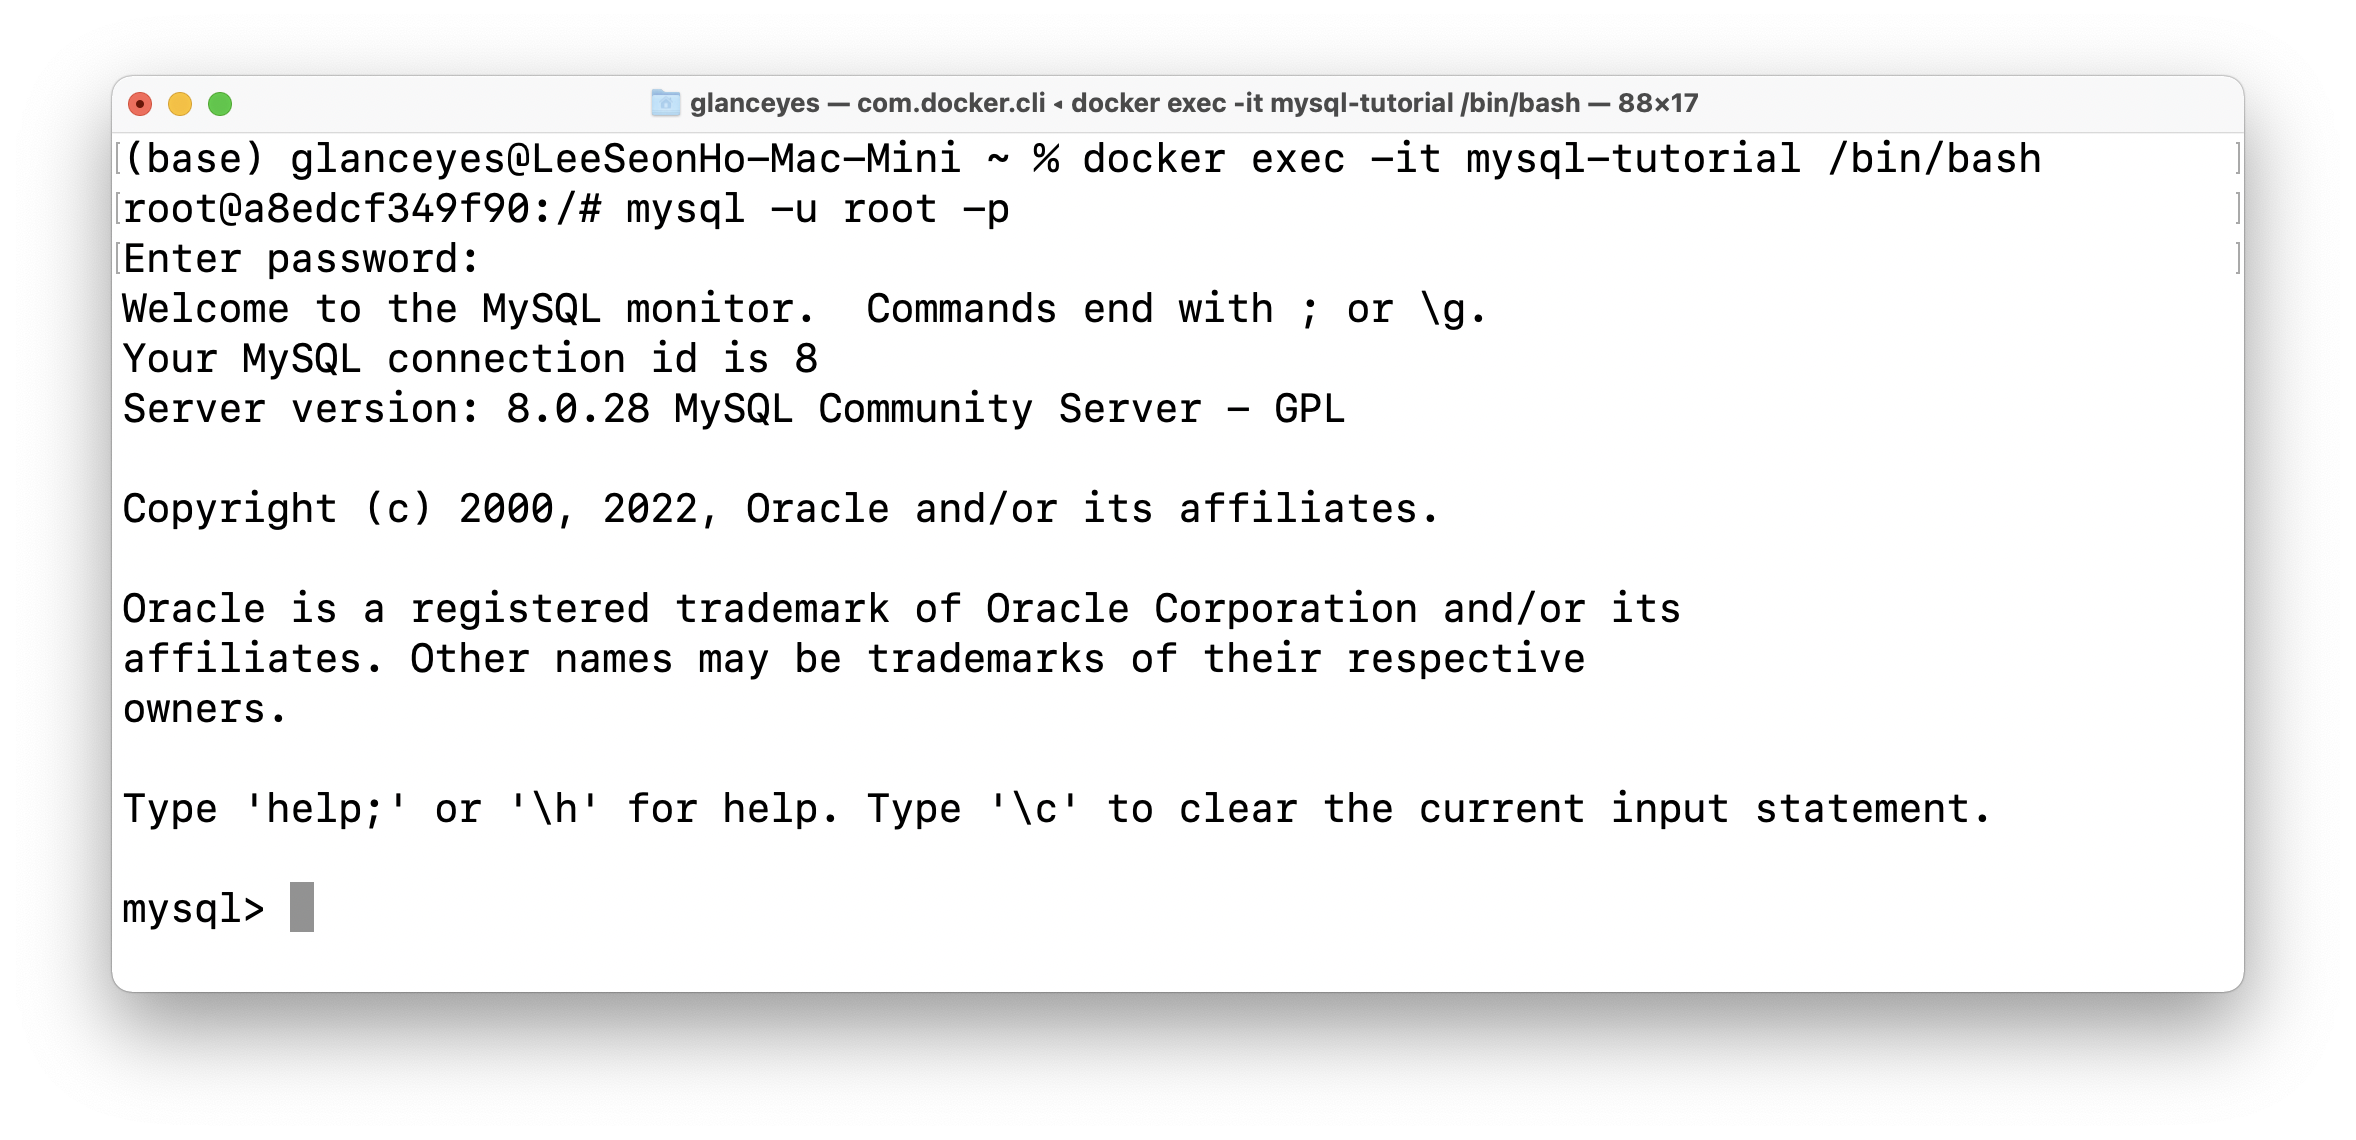 glanceyes — com.docker.cli ◂ docker exec -it mysql-tutorial /bin/bash — 88×17
(base) glanceyes@LeeSeonHo-Mac-Mini ~ % docker exec -it mysql-tutorial /bin/bash
root@a8edcf349f90:/# mysql -u root -p
Enter password:
Welcome to the MySQL monitor.  Commands end with ; or \g.
Your MySQL connection id is 8
Server version: 8.0.28 MySQL Community Server - GPL
Copyright (c) 2000, 2022, Oracle and/or its affiliates.
Oracle is a registered trademark of Oracle Corporation and/or its
affiliates. Other names may be trademarks of their respective
owners.
Type 'help;' or '\h' for help. Type '\c' to clear the current input statement.
mysql>